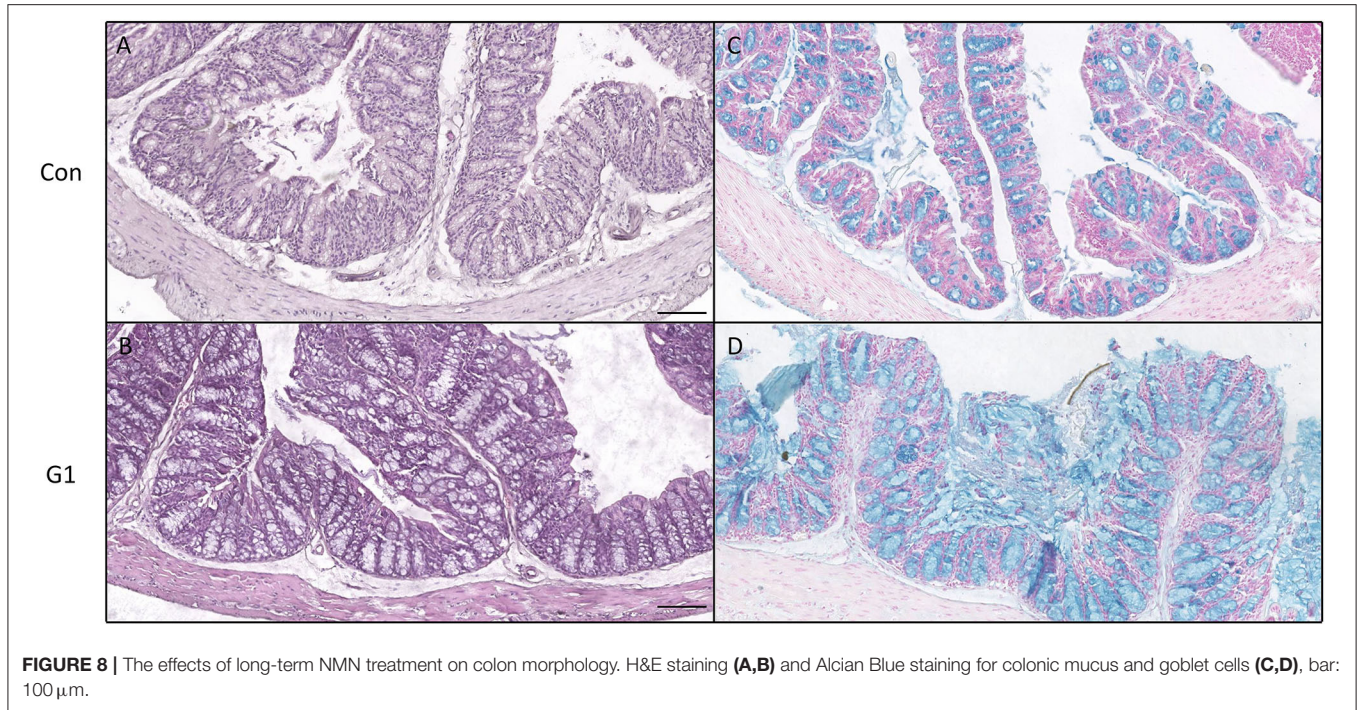 A
C
Con
B
D
G1
FIGURE 8 | The effects of long-term NMN treatment on colon morphology. H&E staining (A,B) and Alcian Blue staining for colonic mucus and goblet cells (C,D), bar:
100 μm.